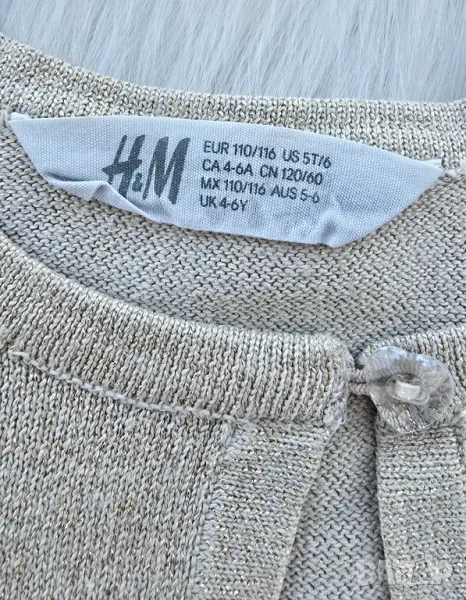 H&M
EUR 110/116 US 5T/6
CA 4-6A CN 120/60
MX 110/116 AUS 5-6
UK 4-6Y